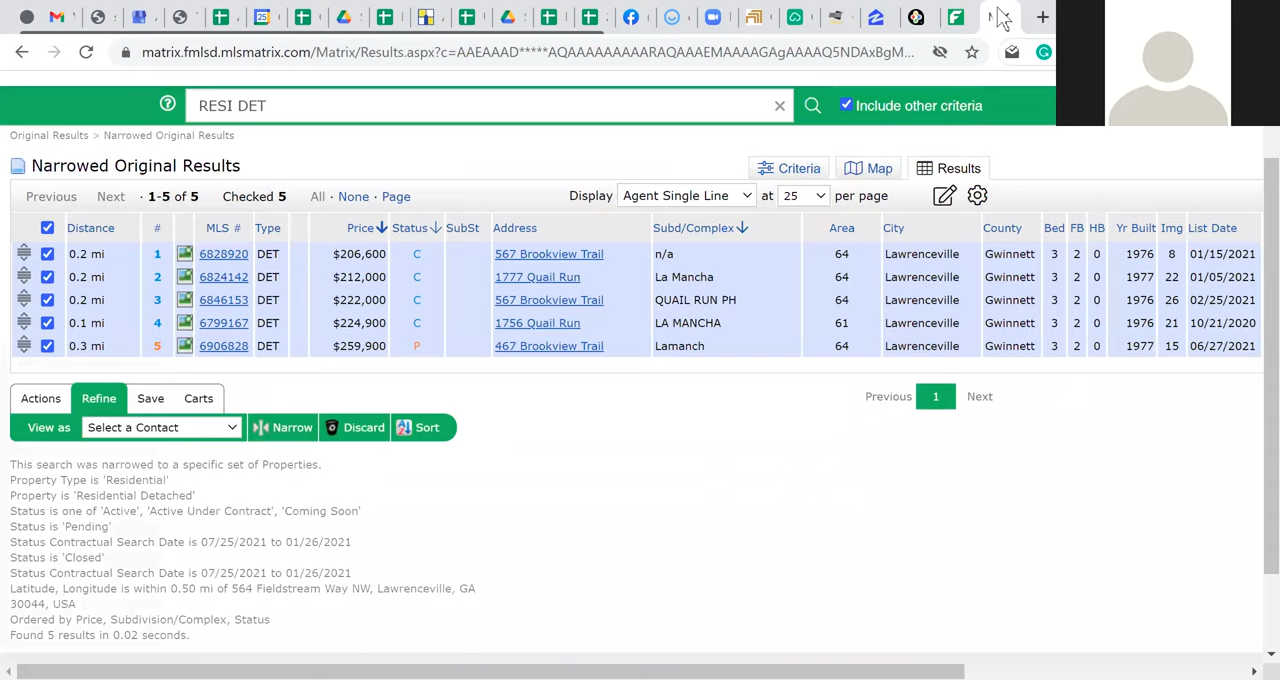 matrix.fmlsd.mlsmatrix.com/Matrix/Results.aspx?c=AAEAAAD*****AQAAAAAAAAARAQAAAEMAAAAGAgAAAAQ5NDAxBgM...
RESI DET
Include other criteria
Original Results > Narrowed Original Results
Narrowed Original Results
Criteria Map Results
Previous Next · 1-5 of 5 Checked 5 All · None · Page Display Agent Single Line at 25 per page
Distance # MLS # Type Price Status SubSt Address Subd/Complex Area City County Bed FB HB Yr Built Img List Date
0.2 mi 1 6828920 DET $206,600 C 567 Brookview Trail n/a 64 Lawrenceville Gwinnett 3 2 0 1976 8 01/15/2021
0.2 mi 2 6824142 DET $212,000 C 1777 Quail Run La Mancha 64 Lawrenceville Gwinnett 3 2 0 1976 22 01/05/2021
0.2 mi 3 6846153 DET $222,000 C 567 Brookview Trail QUAIL RUN PH 64 Lawrenceville Gwinnett 3 2 0 1976 26 02/25/2021
0.1 mi 4 6799167 DET $224,900 C 1756 Quail Run LA MANCHA 61 Lawrenceville Gwinnett 3 2 0 1976 21 10/21/2020
0.3 mi 5 6906828 DET $259,900 P 467 Brookview Trail Lamanch 64 Lawrenceville Gwinnett 3 2 0 1977 15 06/27/2021
Actions Refine Save Carts
Previous 1 Next
View as Select a Contact Narrow Discard Sort
This search was narrowed to a specific set of Properties.
Property Type is 'Residential'
Property is 'Residential Detached'
Status is one of 'Active', 'Active Under Contract', 'Coming Soon'
Status is 'Pending'
Status Contractual Search Date is 07/25/2021 to 01/26/2021
Status is 'Closed'
Status Contractual Search Date is 07/25/2021 to 01/26/2021
Latitude, Longitude is within 0.50 mi of 564 Fieldstream Way NW, Lawrenceville, GA
30044, USA
Ordered by Price, Subdivision/Complex, Status
Found 5 results in 0.02 seconds.